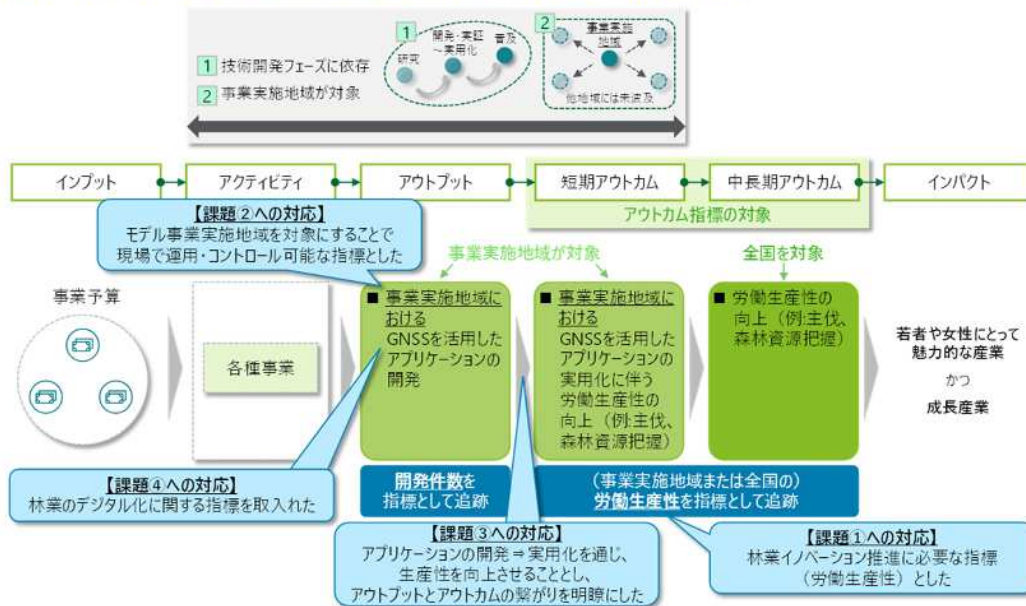 1 技術開発フェーズに依存
2 事業実施地域が対象
1
研究
開発・実証
～実用化
普及
2
事業実施
地域
他地域には未波及
インプット
アクティビティ
アウトプット
短期アウトカム
中長期アウトカム
インパクト
アウトカム指標の対象
【課題②への対応】
モデル事業実施地域を対象にすることで
現場で運用・コントロール可能な指標とした
事業実施地域が対象
全国を対象
事業予算
各種事業
■ 事業実施地域に
おける
GNSSを活用した
アプリケーションの
開発
■ 事業実施地域に
おける
GNSSを活用した
アプリケーションの
実用化に伴う
労働生産性の
向上（例:主伐、
森林資源把握）
■ 労働生産性の
向上（例:主伐、
森林資源把握）
若者や女性にとって
魅力的な産業
かつ
成長産業
【課題④への対応】
林業のデジタル化に関する指標を取入れた
開発件数を
指標として追跡
（事業実施地域または全国の）
労働生産性を指標として追跡
【課題③への対応】
アプリケーションの開発⇒実用化を通じ、
生産性を向上させることとし、
アウトプットとアウトカムの繋がりを明瞭にした
【課題①への対応】
林業イノベーション推進に必要な指標
（労働生産性）とした